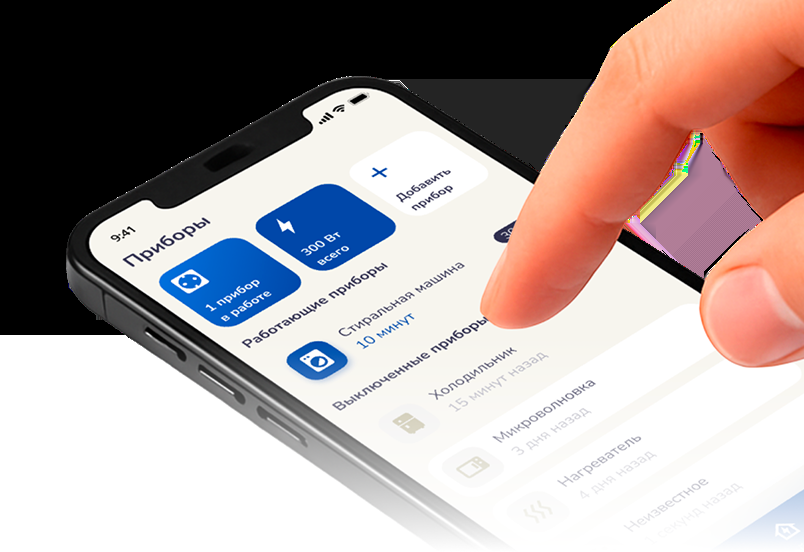 9:41
Приборы
1 прибор
в работе
300 Вт
всего
Добавить
прибор
Работающие приборы
Стиральная машина
10 минут
Выключенные приборы
Холодильник
15 минут назад
Микроволновка
3 дня назад
Нагреватель
4 дня назад
Неизвестное
назад